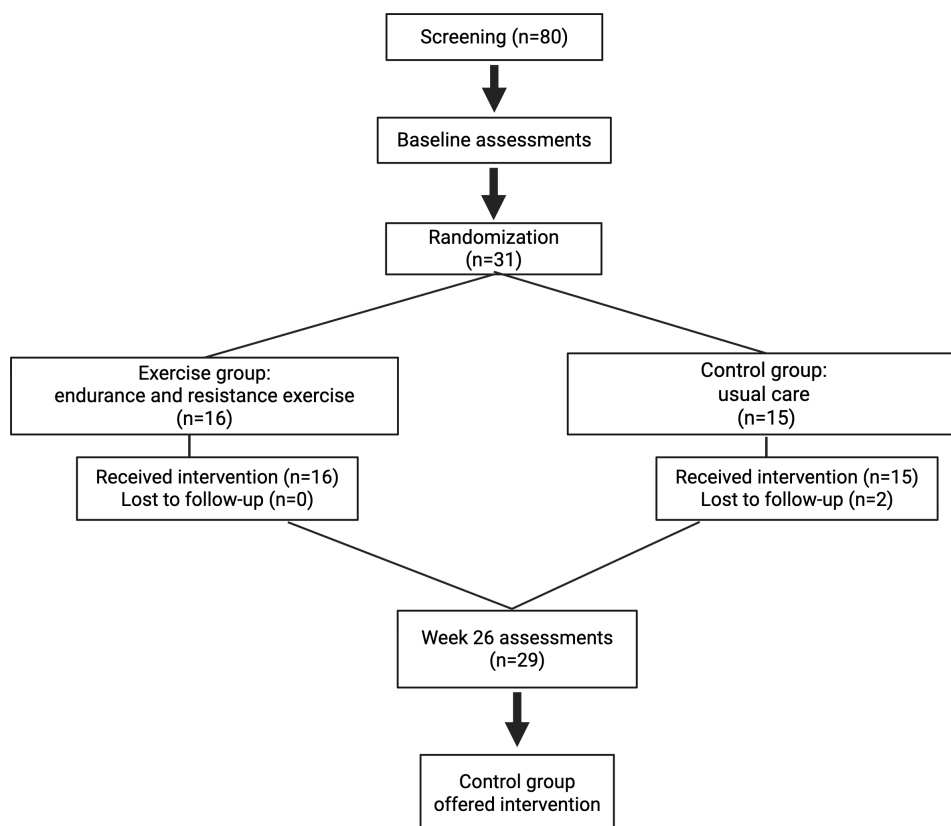 Screening (n=80)
Baseline assessments
Randomization
(n=31)
Exercise group:
endurance and resistance exercise
(n=16)
Control group:
usual care
(n=15)
Received intervention (n=16)
Lost to follow-up (n=0)
Received intervention (n=15)
Lost to follow-up (n=2)
Week 26 assessments
(n=29)
Control group
offered intervention